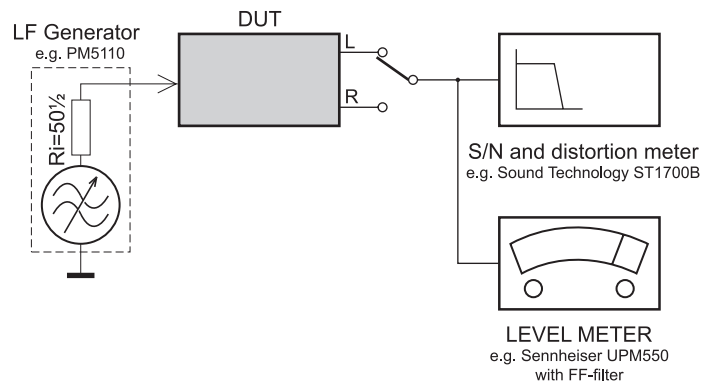 DUT
LF Generator
e.g. PM5110
L
R
Ri=50½
S/N and distortion meter
e.g. Sound Technology ST1700B
LEVEL METER
e.g. Sennheiser UPM550
with FF-filter